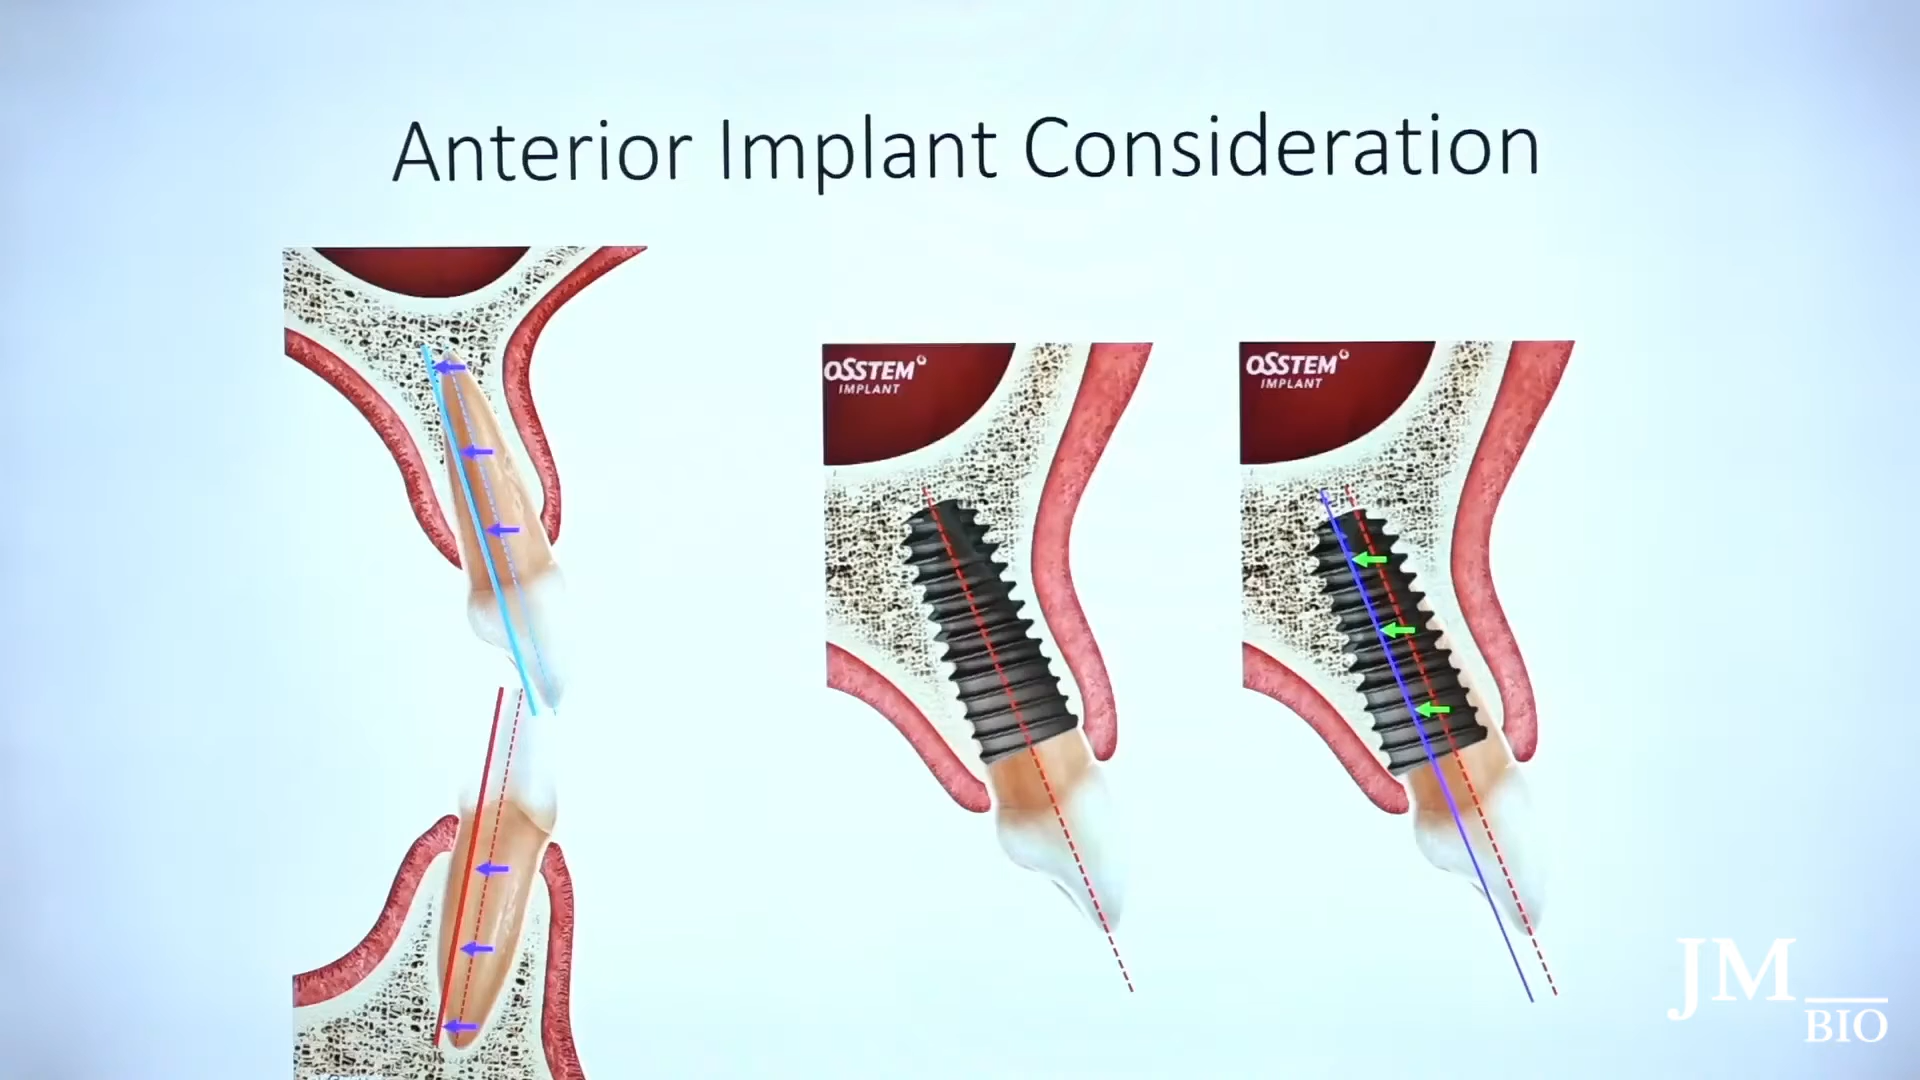 Anterior Implant Consideration
OSSTEM
IMPLANT
OSSTEM
IMPLANT
JM
BIO